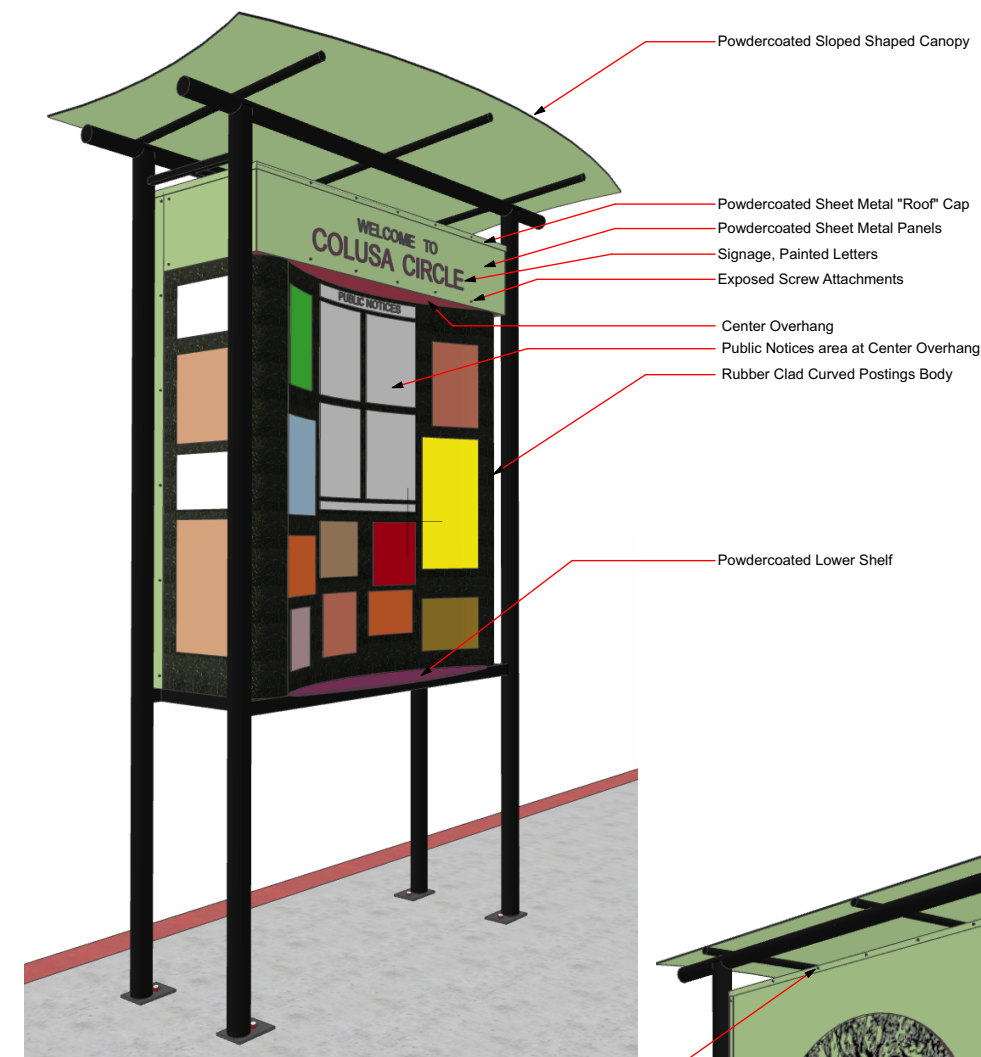 Powdercoated Sloped Shaped Canopy
Powdercoated Sheet Metal "Roof" Cap
Powdercoated Sheet Metal Panels
Signage, Painted Letters
Exposed Screw Attachments
Center Overhang
Public Notices area at Center Overhang
Rubber Clad Curved Postings Body
Powdercoated Lower Shelf
WELCOME TO
COLUSA CIRCLE
PUBLIC NOTICES